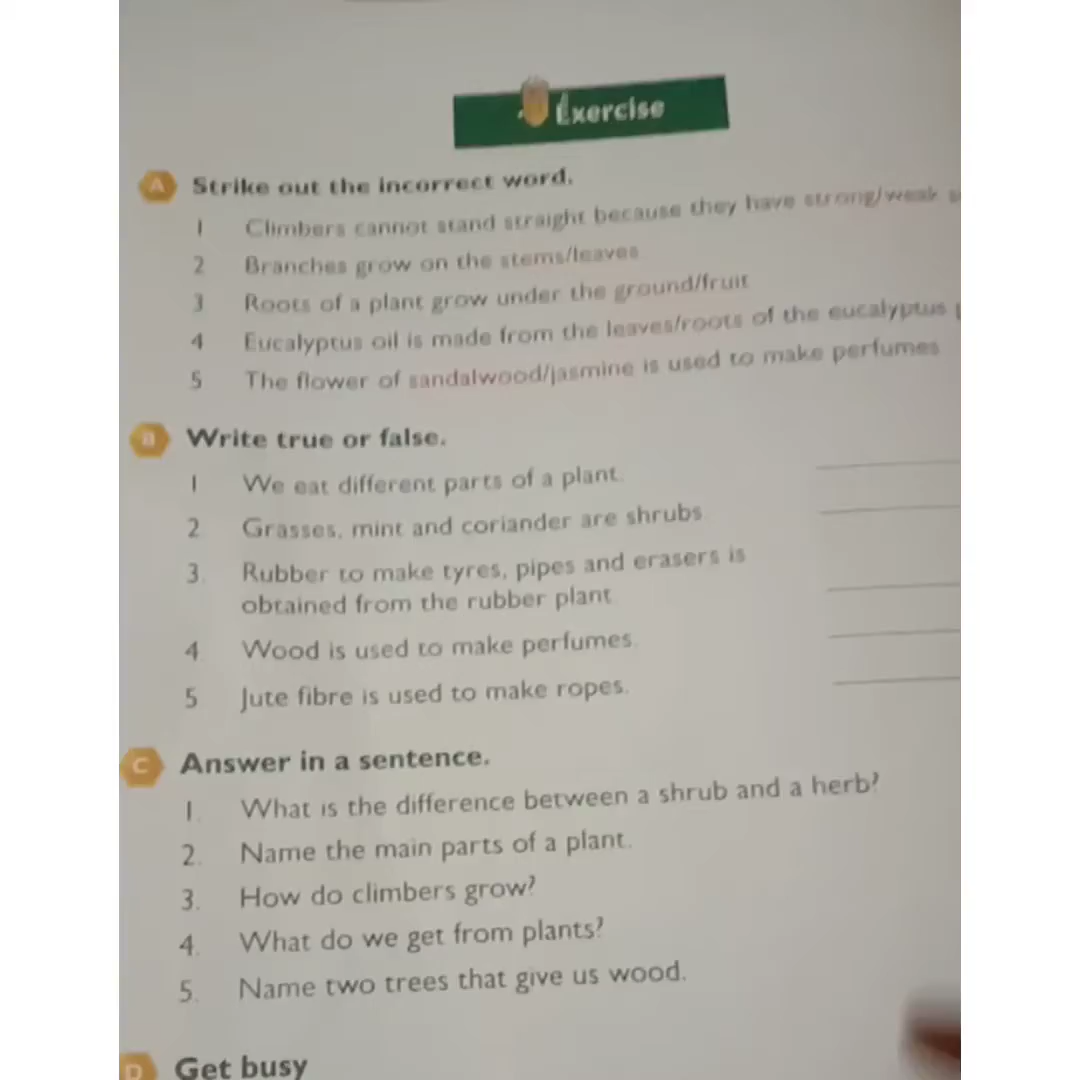 Exercise
A Strike out the incorrect word.
1 Climbers cannot stand straight because they have strong/weak
2 Branches grow on the stems/leaves
3 Roots of a plant grow under the ground/fruit
4 Eucalyptus oil is made from the leaves/roots of the eucalyptus
5 The flower of sandalwood/jasmine is used to make perfumes
B Write true or false.
1 We eat different parts of a plant.
2 Grasses, mint and coriander are shrubs.
3. Rubber to make tyres, pipes and erasers is
obtained from the rubber plant.
4 Wood is used to make perfumes.
5 Jute fibre is used to make ropes.
C Answer in a sentence.
1. What is the difference between a shrub and a herb?
2. Name the main parts of a plant.
3. How do climbers grow?
4. What do we get from plants?
5. Name two trees that give us wood.
D Get busy